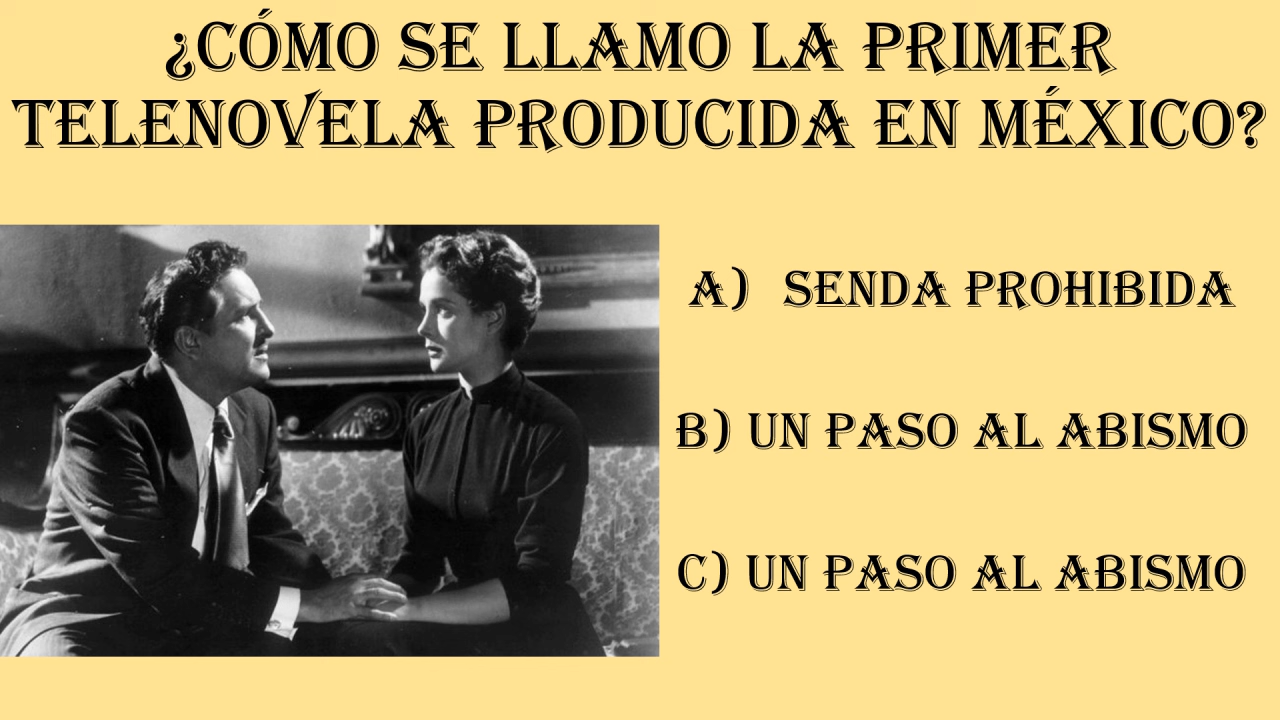 ¿CÓMO SE LLAMO LA PRIMER
TELENOVELA PRODUCIDA EN MÉXICO?
A) SENDA PROHIBIDA
B) UN PASO AL ABISMO
C) UN PASO AL ABISMO